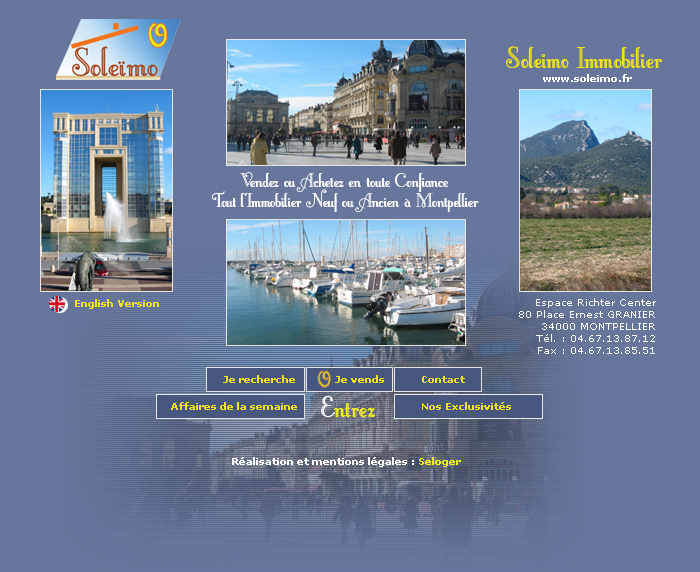 Soleïmo
Soleimo Immobilier
www.soleimo.fr
Vendez ou Achetez en toute Confiance
Tout l'Immobilier Neuf ou Ancien à Montpellier
English Version
Espace Richter Center
80 Place Ernest GRANIER
34000 MONTPELLIER
Tél. : 04.67.13.87.12
Fax : 04.67.13.85.51
Je recherche
Je vends
Contact
Affaires de la semaine
Entrez
Nos Exclusivités
Réalisation et mentions légales : Seloger